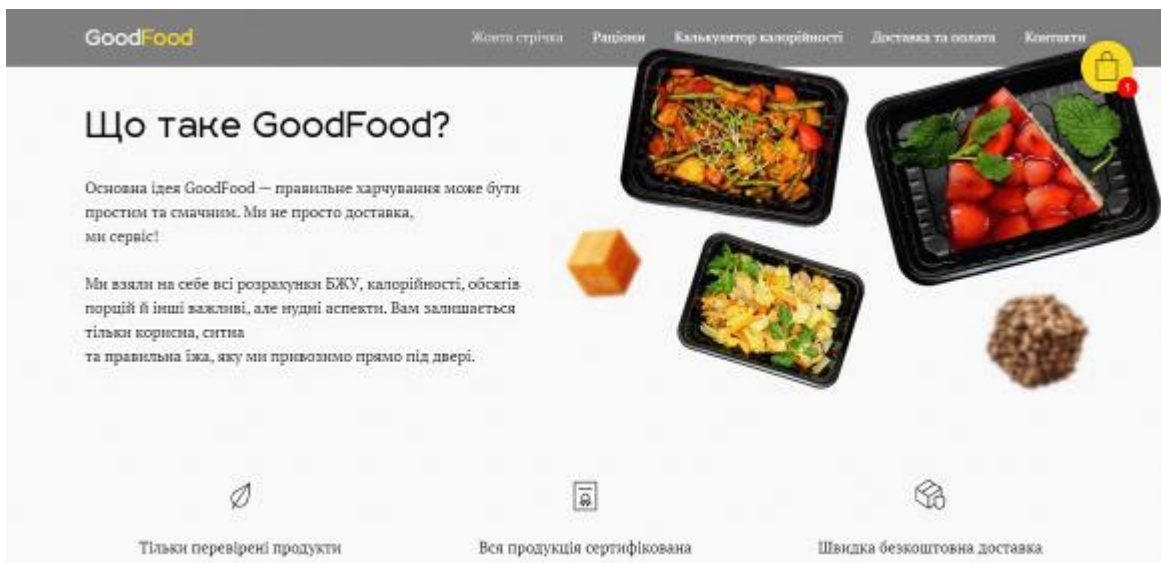 GoodFood
Жовта стрічка Раціони Калькулятор калорійності Доставка та оплата Контакти
1
Що таке GoodFood?
Основна ідея GoodFood — правильне харчування може бути
простим та смачним. Ми не просто доставка,
ми сервіс!
Ми взяли на себе всі розрахунки БЖУ, калорійності, обсягів
порцій й інші важливі, але нудні аспекти. Вам залишається
тільки корисна, ситна
та правильна їжа, яку ми привозимо прямо під двері.
Тільки перевірені продукти Вся продукція сертифікована Швидка безкоштовна доставка